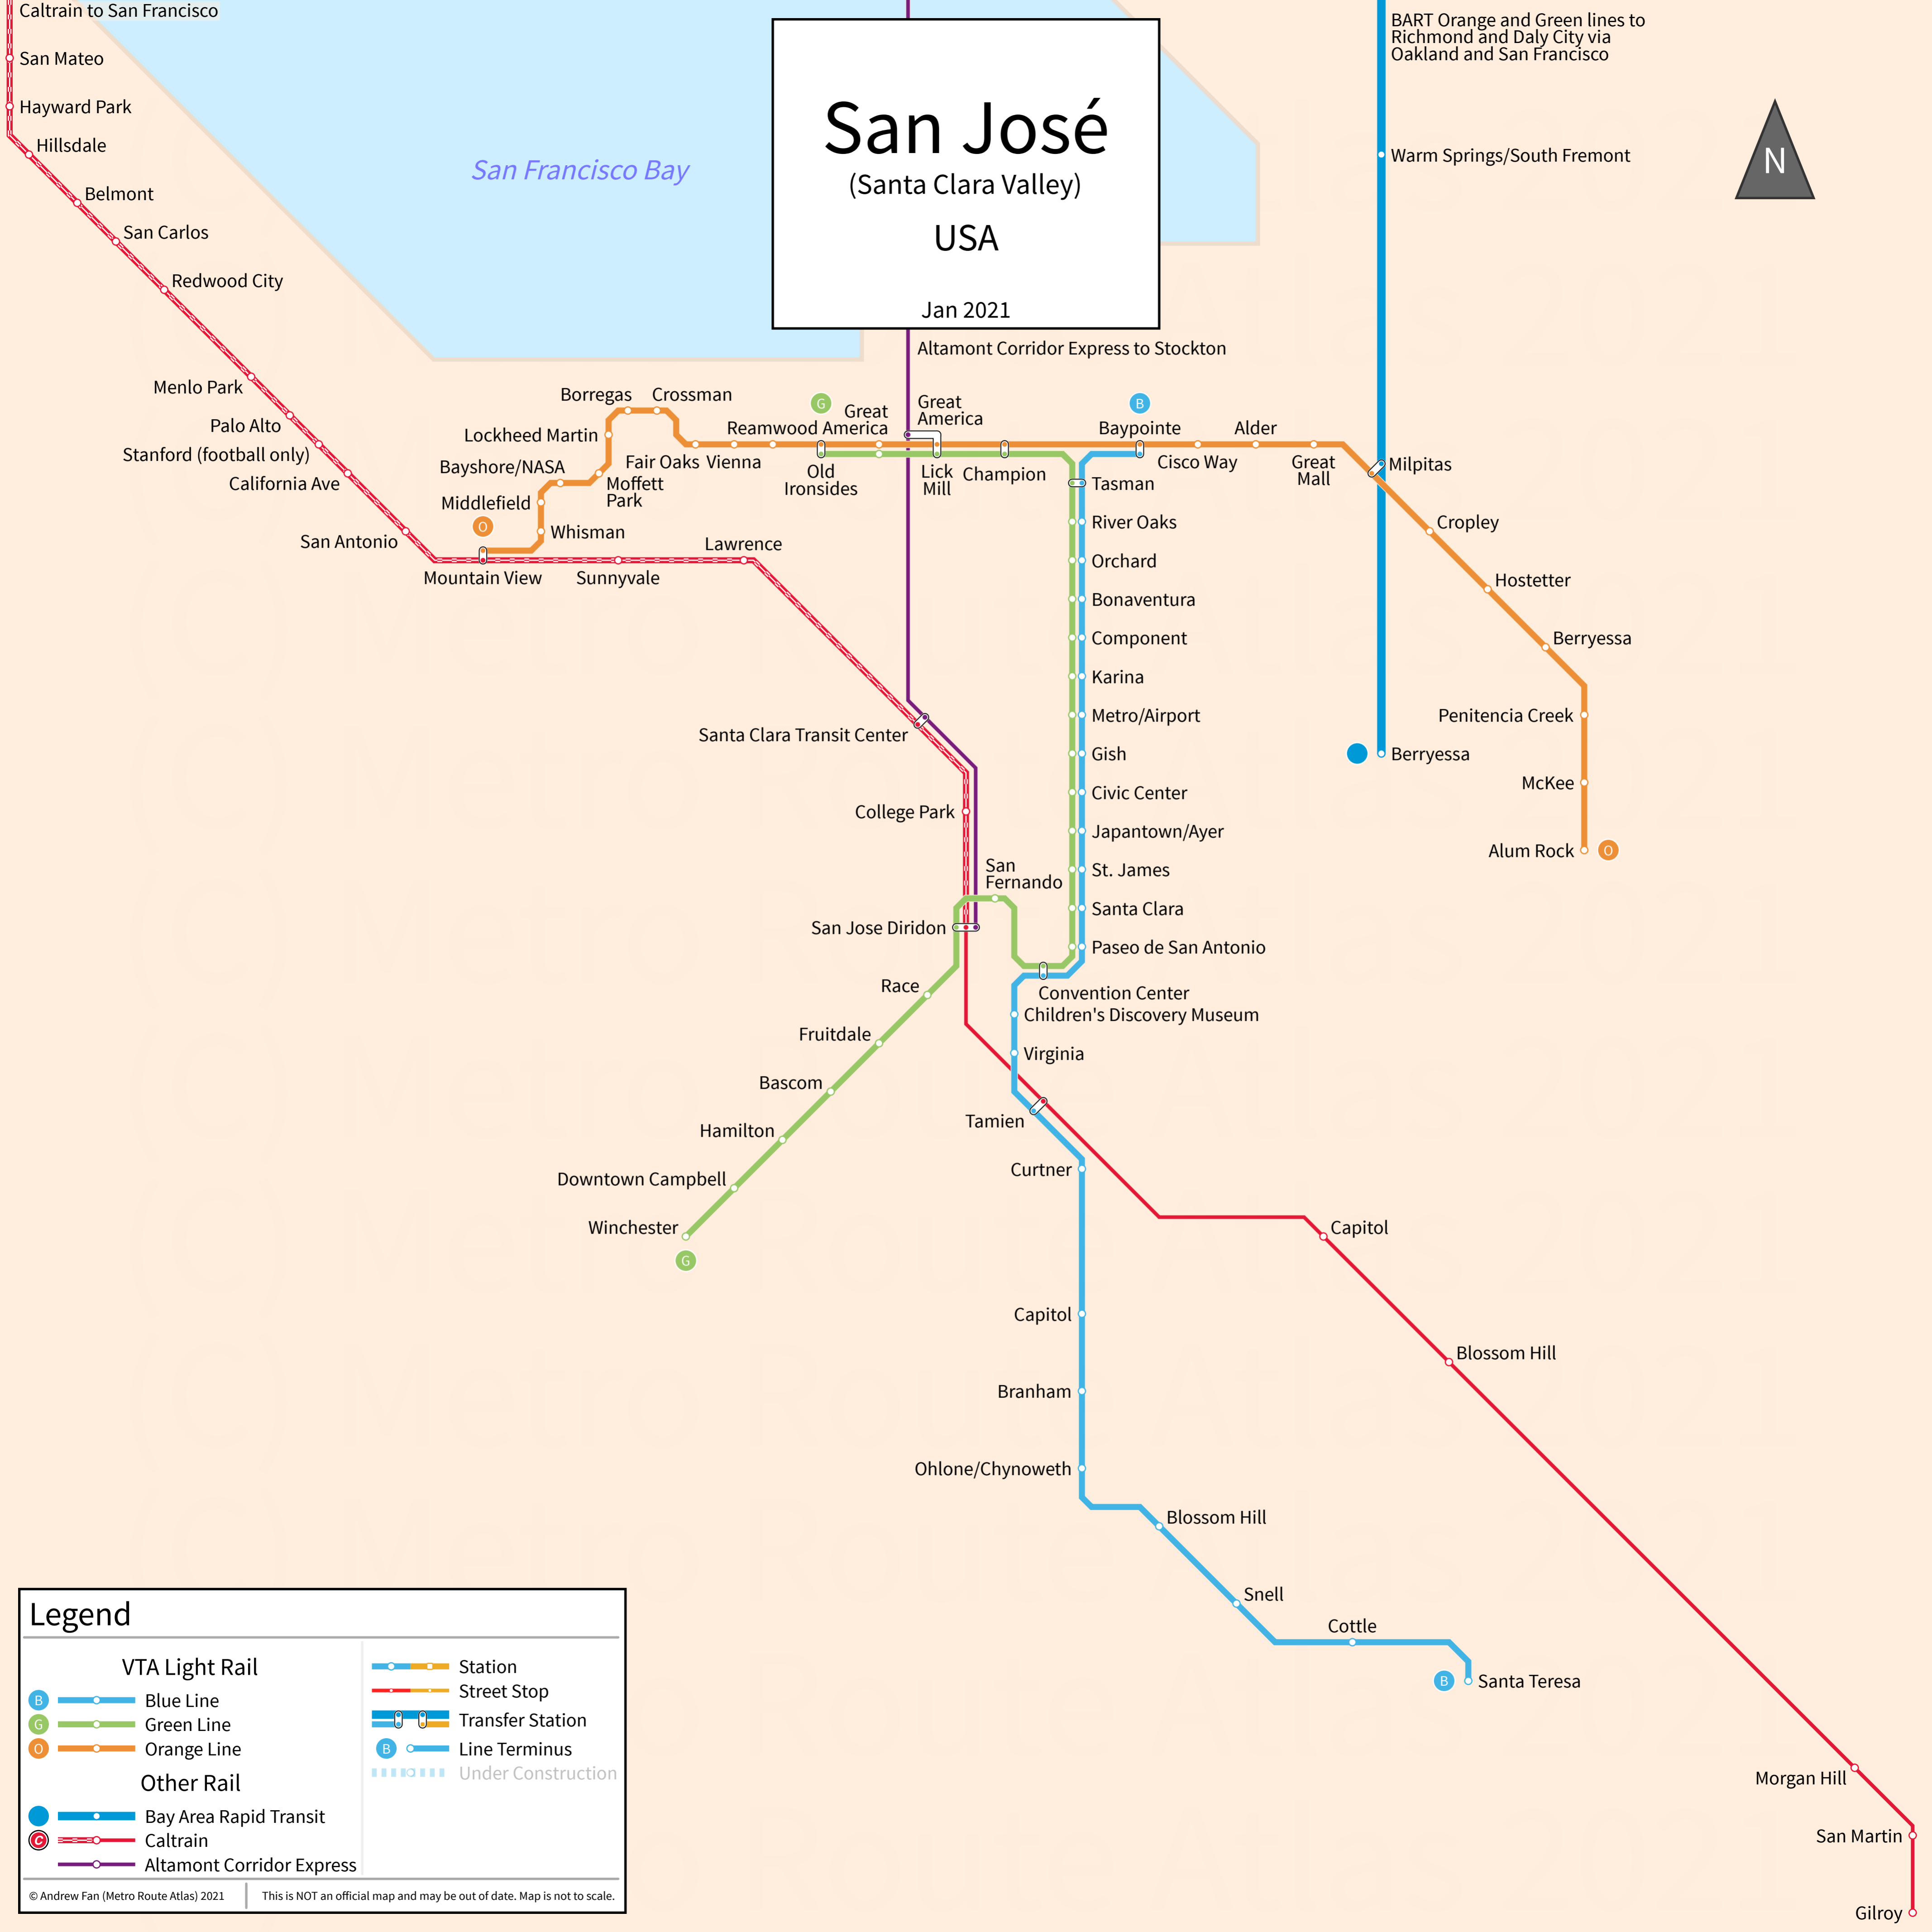 Caltrain to San Francisco
San Mateo
Hayward Park
Hillsdale
Belmont
San Carlos
Redwood City
Menlo Park
Palo Alto
Stanford (football only)
California Ave
San Antonio
San Francisco Bay
San José
(Santa Clara Valley)
USA
Jan 2021
BART Orange and Green lines to
Richmond and Daly City via
Oakland and San Francisco
Warm Springs/South Fremont
N
Altamont Corridor Express to Stockton
Borregas
Crossman
Lockheed Martin
Bayshore/NASA
Middlefield
O
Whisman
Moffett
Park
Fair Oaks
Vienna
Reamwood
G
Great
America
Old
Ironsides
Great
America
Lick
Mill
Champion
B
Baypointe
Cisco Way
Alder
Great
Mall
Milpitas
Cropley
Hostetter
Berryessa
Penitencia Creek
McKee
Alum Rock
O
Berryessa
Mountain View
Sunnyvale
Lawrence
Santa Clara Transit Center
College Park
San
Fernando
San Jose Diridon
Tasman
River Oaks
Orchard
Bonaventura
Component
Karina
Metro/Airport
Gish
Civic Center
Japantown/Ayer
St. James
Santa Clara
Paseo de San Antonio
Convention Center
Children's Discovery Museum
Virginia
Tamien
Curtner
Race
Fruitdale
Bascom
Hamilton
Downtown Campbell
Winchester
G
Capitol
Blossom Hill
Capitol
Branham
Ohlone/Chynoweth
Blossom Hill
Snell
Cottle
B
Santa Teresa
Morgan Hill
San Martin
Gilroy
Legend
VTA Light Rail
B
Blue Line
G
Green Line
O
Orange Line
Other Rail
Bay Area Rapid Transit
C
Caltrain
Altamont Corridor Express
Station
Street Stop
Transfer Station
B
Line Terminus
Under Construction
© Andrew Fan (Metro Route Atlas) 2021
This is NOT an official map and may be out of date. Map is not to scale.